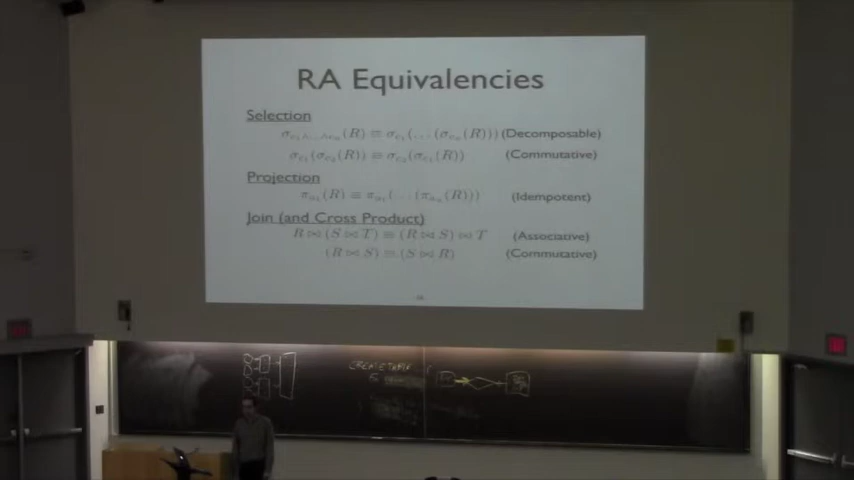 RA Equivalencies
Selection
σc₁∧...∧cₙ(R) ≡ σc₁(...(σcₙ(R))) (Decomposable)
σc₁(σc₂(R)) ≡ σc₂(σc₁(R)) (Commutative)
Projection
πa₁(R) ≡ πa₁(...(πaₙ(R))) (Idempotent)
Join (and Cross Product)
R ⋈ (S ⋈ T) ≡ (R ⋈ S) ⋈ T (Associative)
(R ⋈ S) ≡ (S ⋈ R) (Commutative)
CREATE